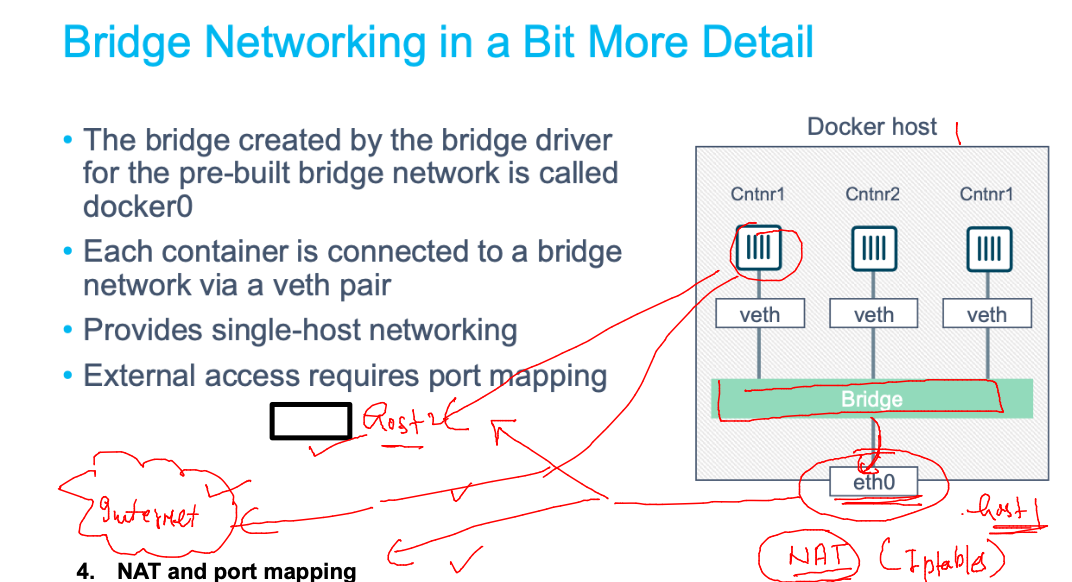 Bridge Networking in a Bit More Detail
• The bridge created by the bridge driver
for the pre-built bridge network is called
docker0
• Each container is connected to a bridge
network via a veth pair
• Provides single-host networking
• External access requires port mapping
Docker host 1
Cntnr1 Cntnr2 Cntnr1
veth veth veth
Bridge
eth0
host1
NAT (Iptables)
Host2
Internet
4. NAT and port mapping